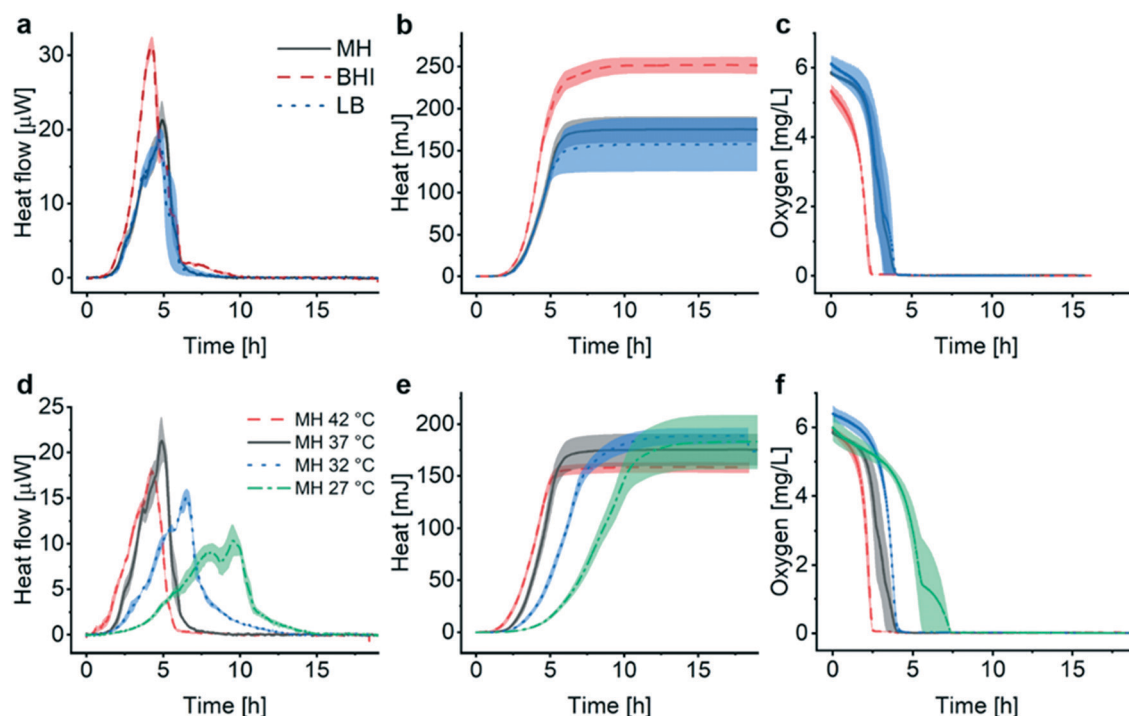 a
b
c
MH
BHI
LB
Heat flow [μW]
30
20
10
0
0 5 10 15
Time [h]
Heat [mJ]
250
200
150
100
50
0
0 5 10 15
Time [h]
Oxygen [mg/L]
6
4
2
0
0 5 10 15
Time [h]
d
e
f
MH 42 °C
MH 37 °C
MH 32 °C
MH 27 °C
Heat flow [μW]
25
20
15
10
5
0
0 5 10 15
Time [h]
Heat [mJ]
200
150
100
50
0
0 5 10 15
Time [h]
Oxygen [mg/L]
6
4
2
6
0 5 10 15
Time [h]